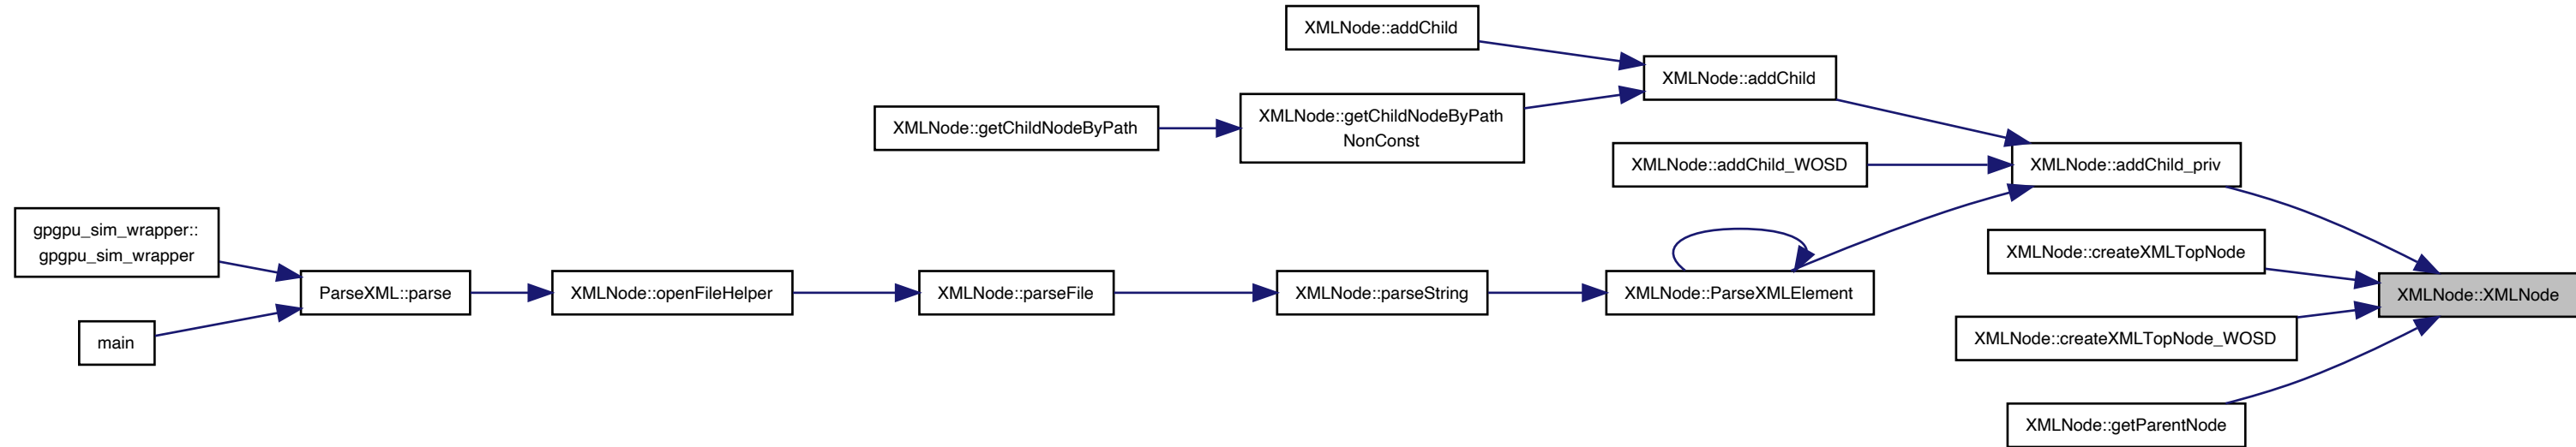 XMLNode::addChild
XMLNode::addChild
XMLNode::getChildNodeByPath
NonConst
XMLNode::getChildNodeByPath
XMLNode::addChild_WOSD
XMLNode::addChild_priv
gpgpu_sim_wrapper::
gpgpu_sim_wrapper
XMLNode::createXMLTopNode
ParseXML::parse
XMLNode::openFileHelper
XMLNode::parseFile
XMLNode::parseString
XMLNode::ParseXMLElement
XMLNode::XMLNode
main
XMLNode::createXMLTopNode_WOSD
XMLNode::getParentNode